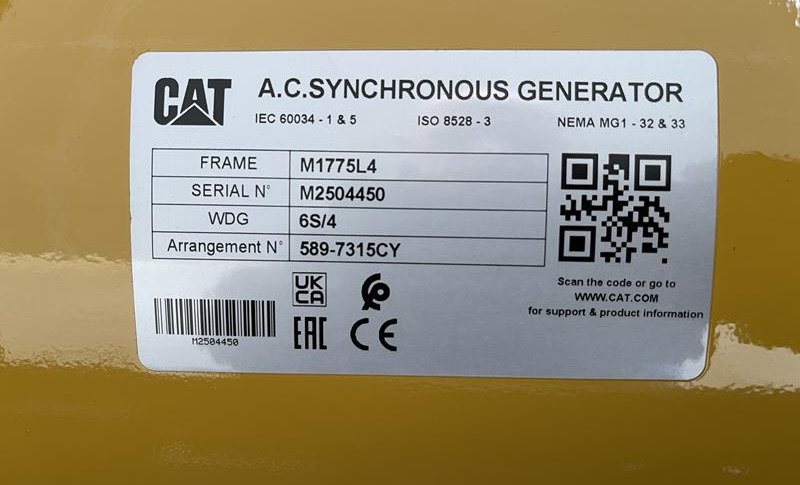 CAT A.C.SYNCHRONOUS GENERATOR
IEC 60034 - 1 & 5 ISO 8528 - 3 NEMA MG1 - 32 & 33
FRAME M1775L4
SERIAL N° M2504450
WDG 6S/4
Arrangement N° 589-7315CY
Scan the code or go to
WWW.CAT.COM
for support & product information
UK
CA
EAC CE
M2504450